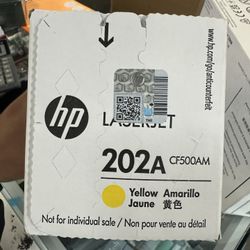 hp
LASERJET
202A CF500AM
Yellow Amarillo
Jaune 黄色
Not for individual sale / Non pour vente au détail
www.hp.com/go/anticounterfeit